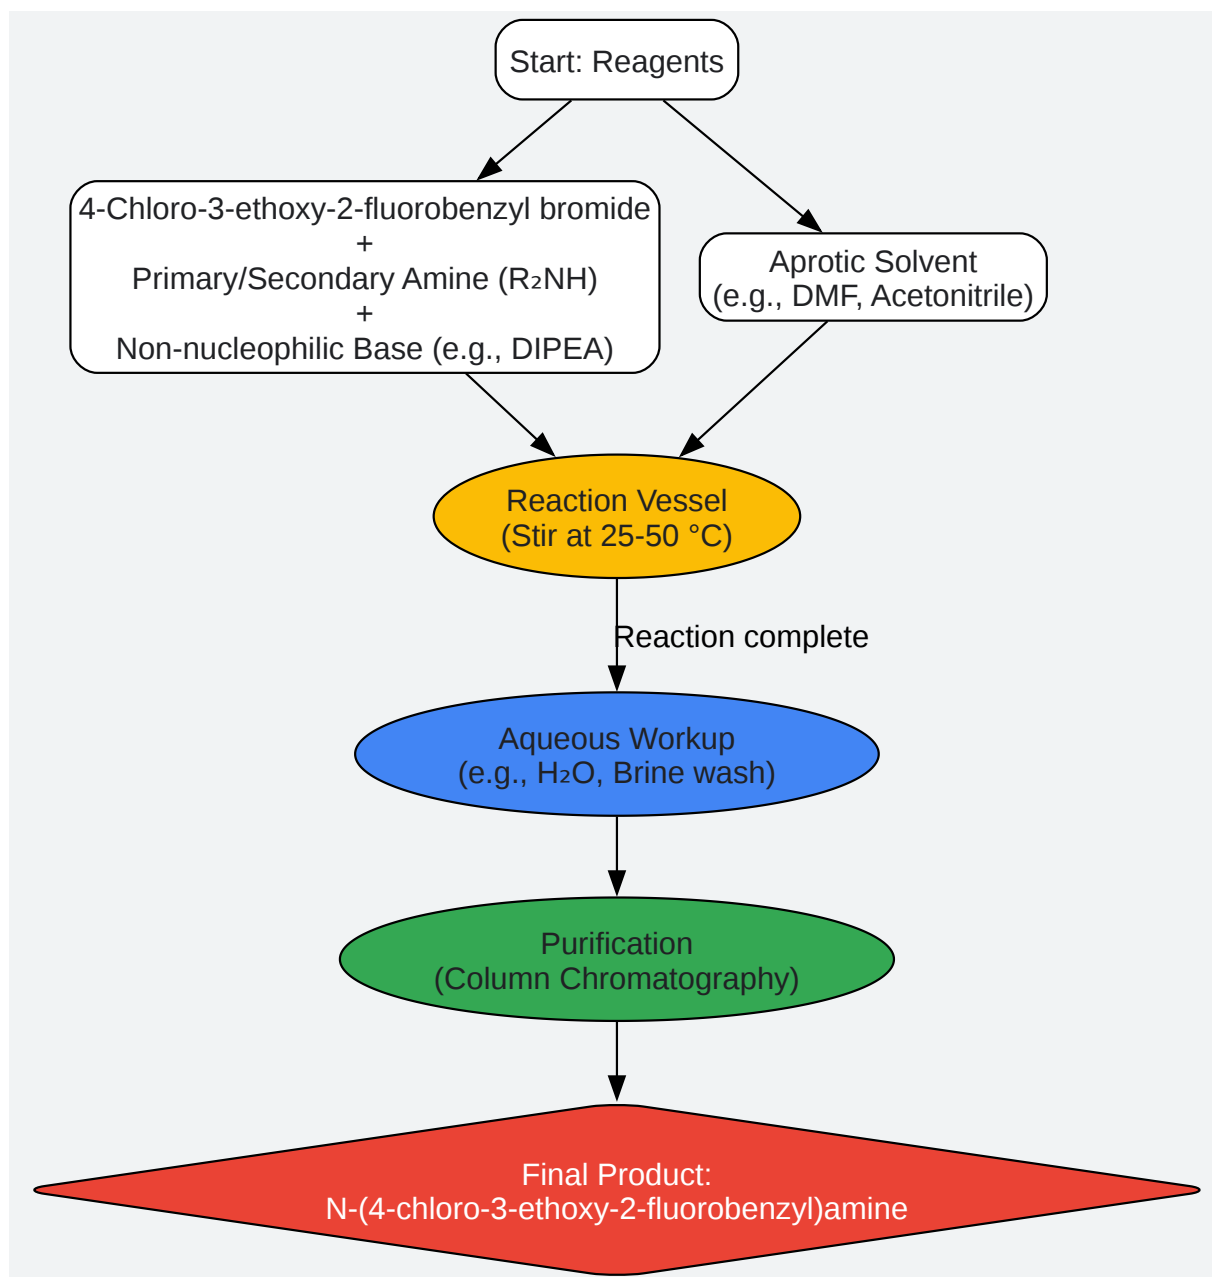 Start: Reagents
4-Chloro-3-ethoxy-2-fluorobenzyl bromide
+
Primary/Secondary Amine (R₂NH)
+
Non-nucleophilic Base (e.g., DIPEA)
Aprotic Solvent
(e.g., DMF, Acetonitrile)
Reaction Vessel
(Stir at 25-50 °C)
Reaction complete
Aqueous Workup
(e.g., H₂O, Brine wash)
Purification
(Column Chromatography)
Final Product:
N-(4-chloro-3-ethoxy-2-fluorobenzyl)amine